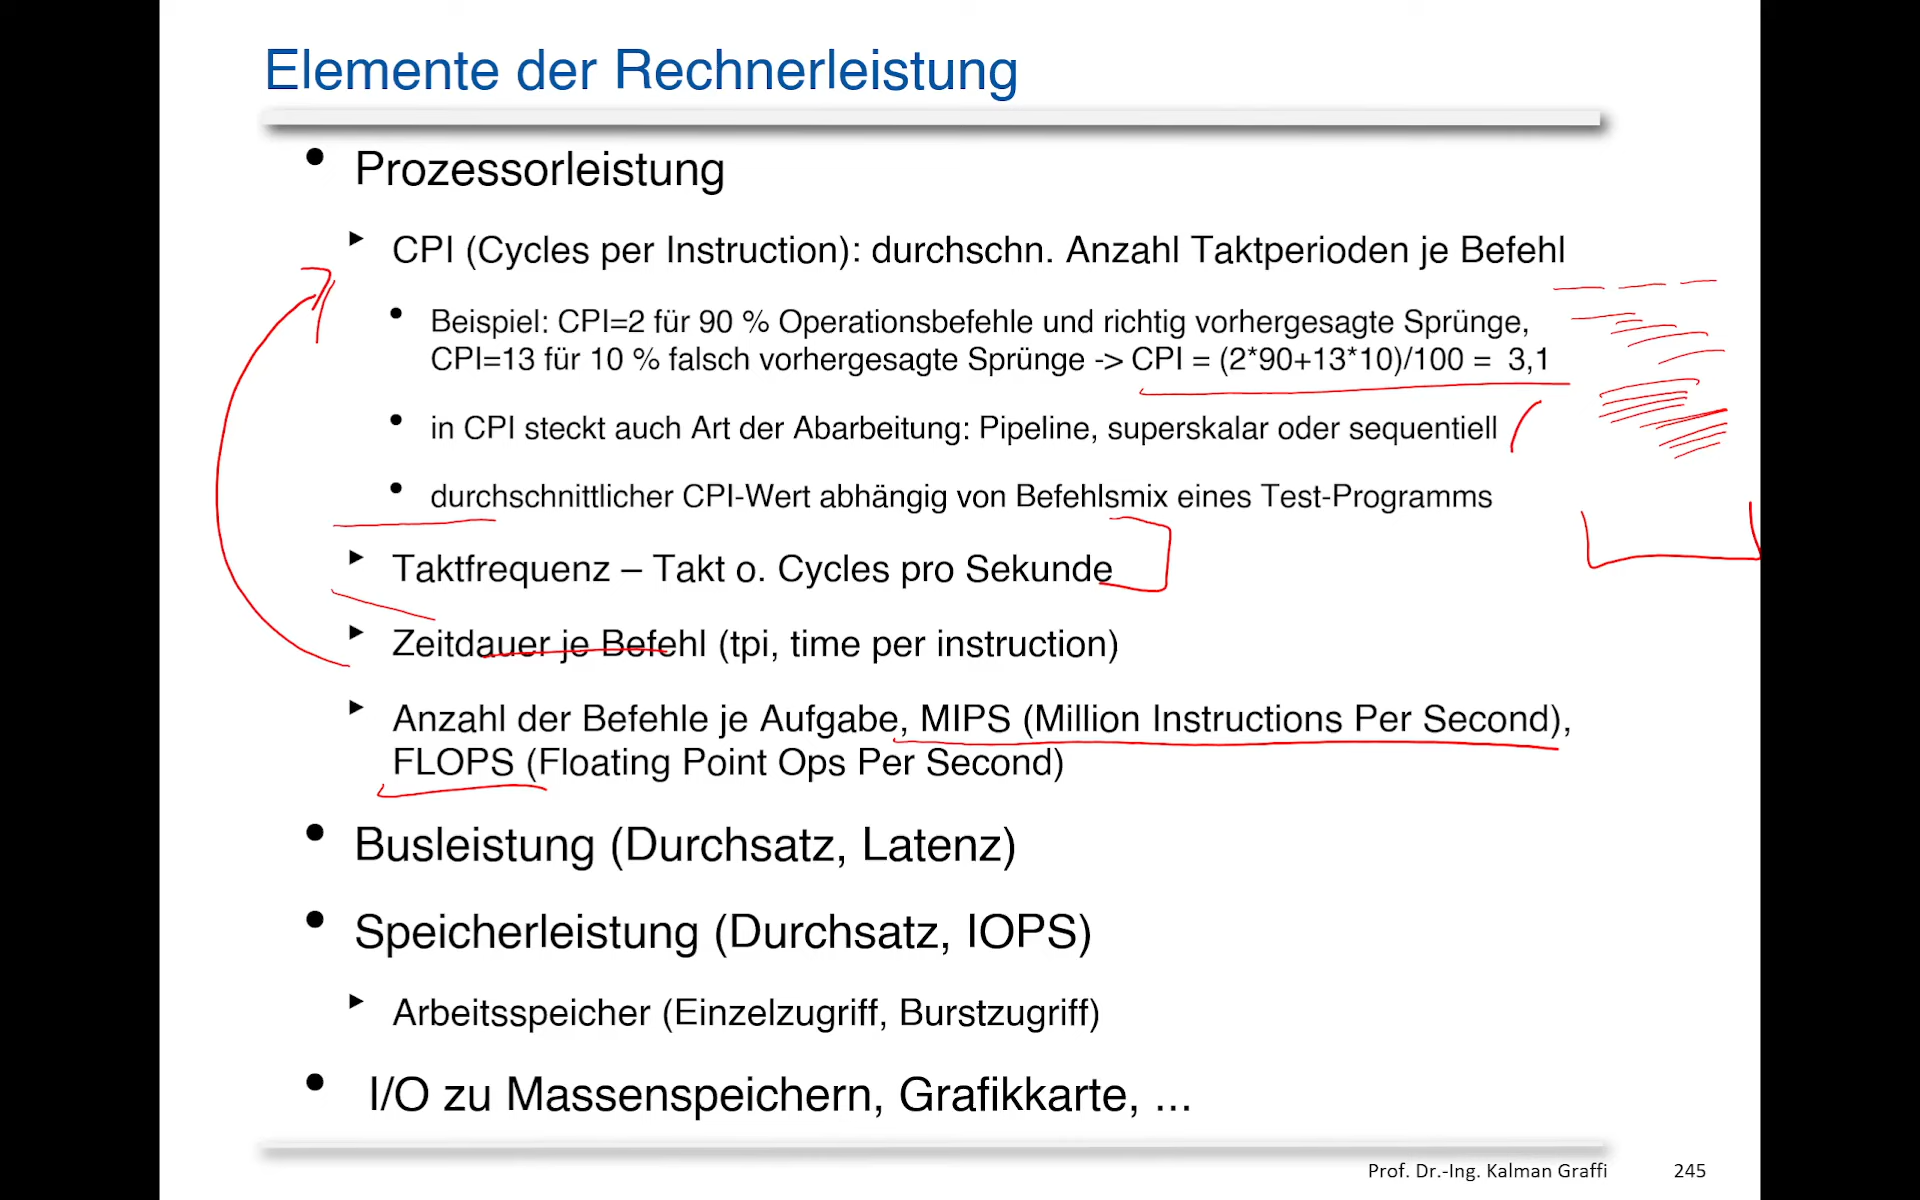 Elemente der Rechnerleistung
• Prozessorleistung
▸ CPI (Cycles per Instruction): durchschn. Anzahl Taktperioden je Befehl
• Beispiel: CPI=2 für 90 % Operationsbefehle und richtig vorhergesagte Sprünge,
CPI=13 für 10 % falsch vorhergesagte Sprünge -> CPI = (2*90+13*10)/100 = 3,1
• in CPI steckt auch Art der Abarbeitung: Pipeline, superskalar oder sequentiell
• durchschnittlicher CPI-Wert abhängig von Befehlsmix eines Test-Programms
▸ Taktfrequenz – Takt o. Cycles pro Sekunde
▸ Zeitdauer je Befehl (tpi, time per instruction)
▸ Anzahl der Befehle je Aufgabe, MIPS (Million Instructions Per Second),
FLOPS (Floating Point Ops Per Second)
• Busleistung (Durchsatz, Latenz)
• Speicherleistung (Durchsatz, IOPS)
▸ Arbeitsspeicher (Einzelzugriff, Burstzugriff)
• I/O zu Massenspeichern, Grafikkarte, ...
Prof. Dr.-Ing. Kalman Graffi 245